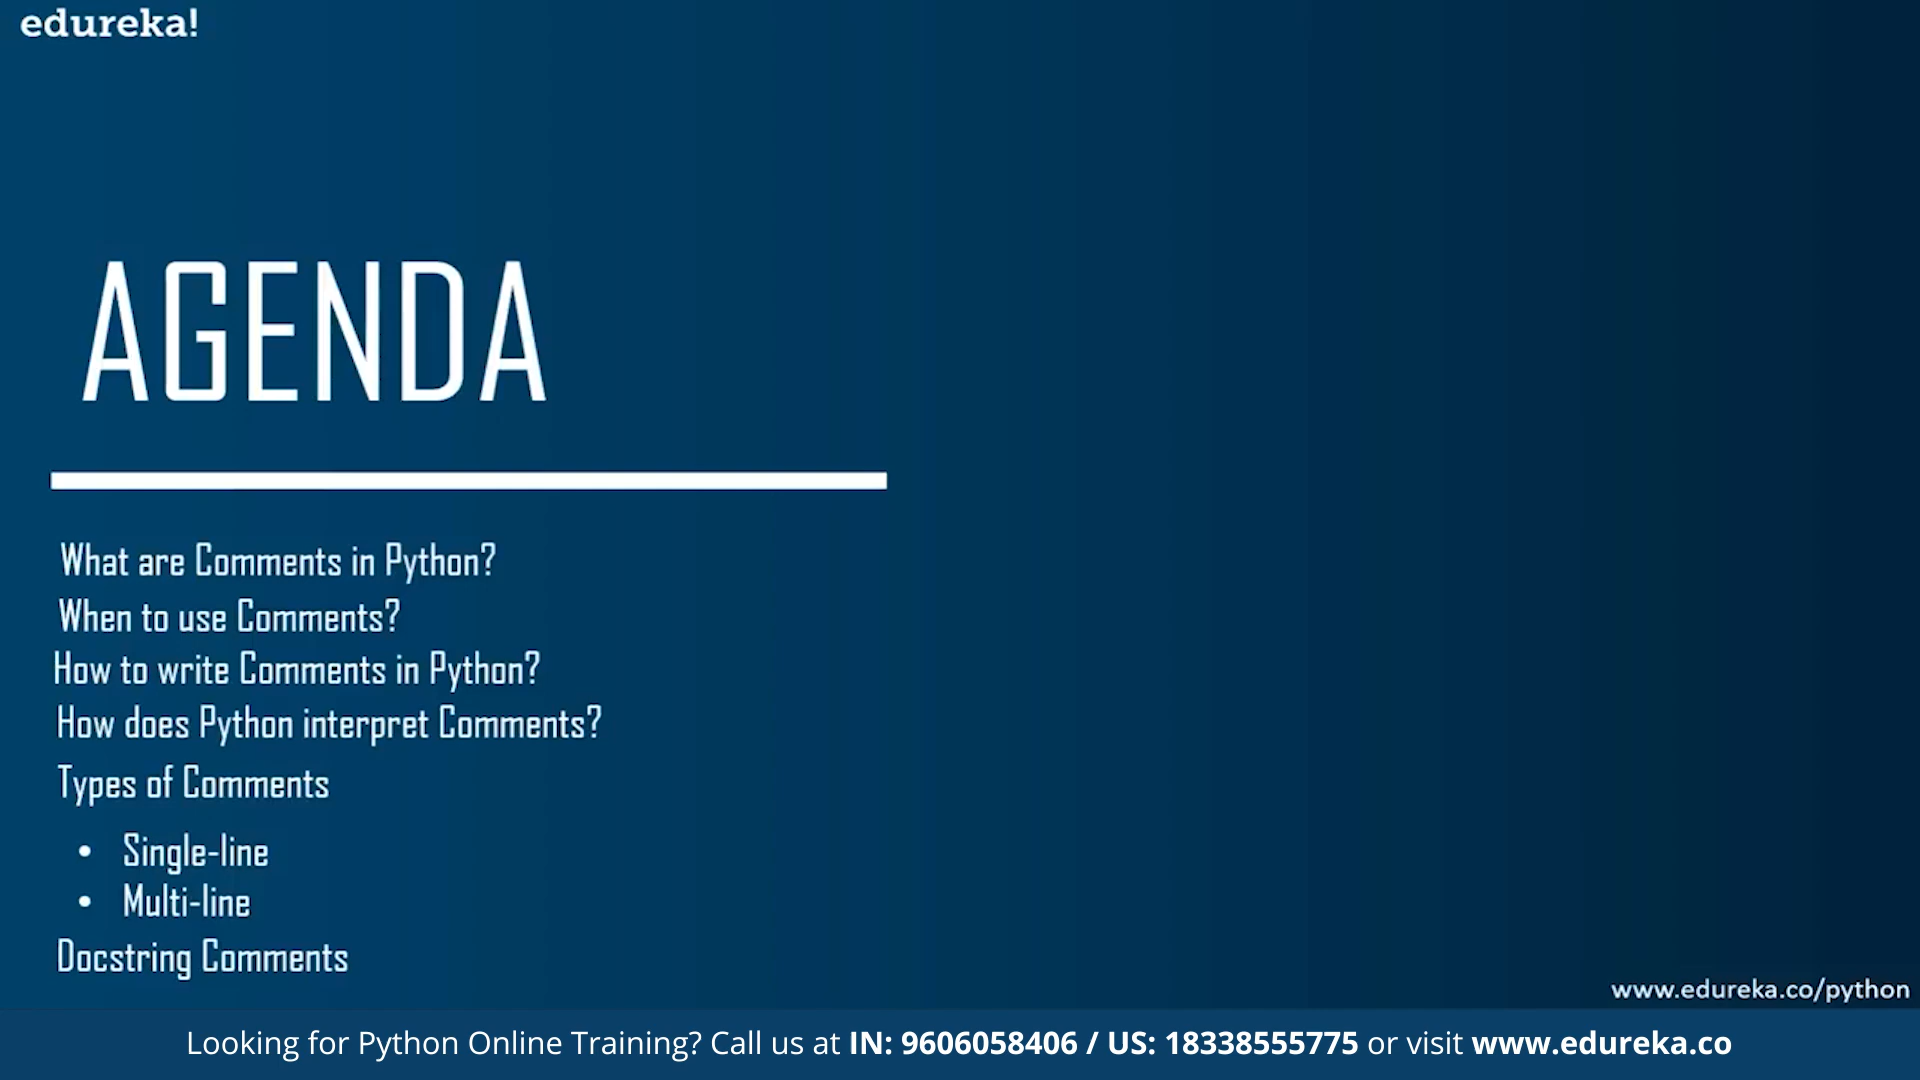 edureka!
AGENDA
What are Comments in Python?
When to use Comments?
How to write Comments in Python?
How does Python interpret Comments?
Types of Comments
• Single-line
• Multi-line
Docstring Comments
www.edureka.co/python
Looking for Python Online Training? Call us at IN: 9606058406 / US: 18338555775 or visit www.edureka.co